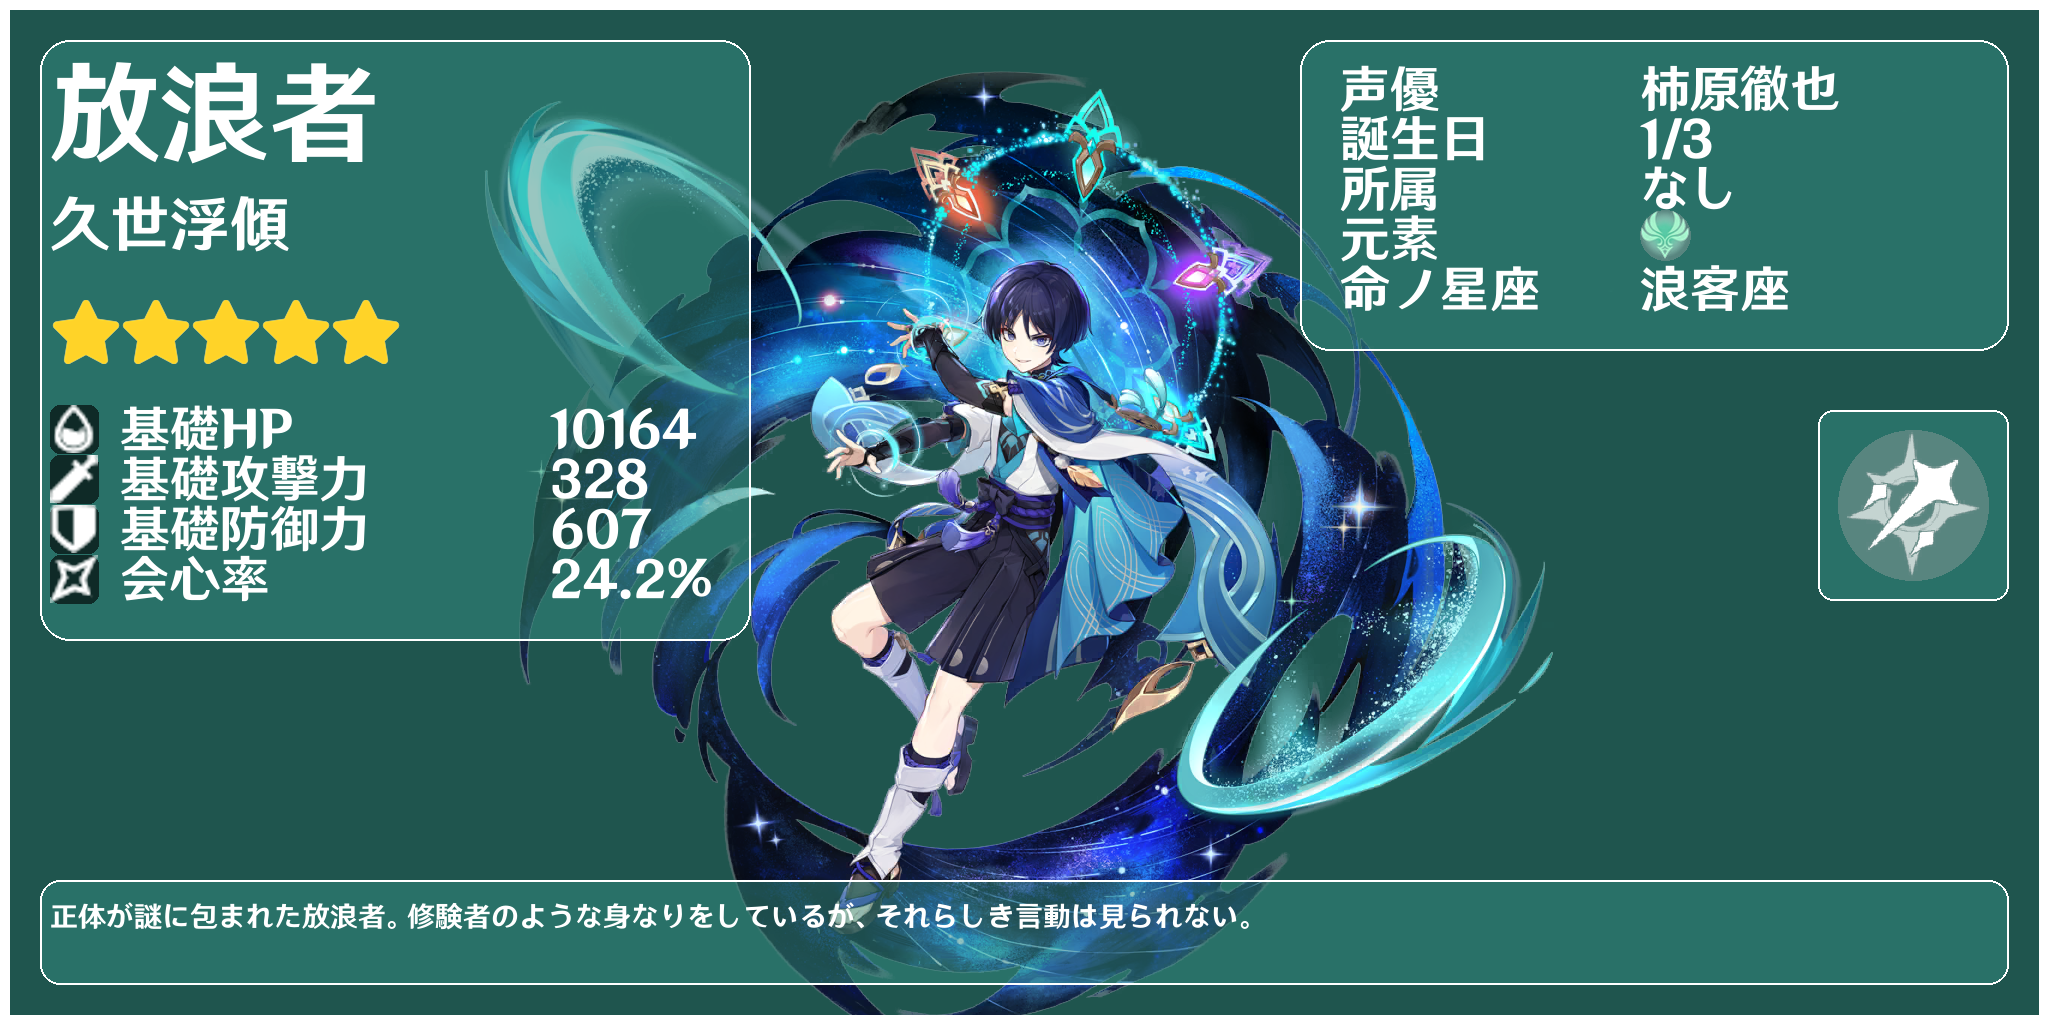 放浪者
久世浮傾
基礎HP 10164
基礎攻撃力 328
基礎防御力 607
会心率 24.2%
声優 柿原徹也
誕生日 1/3
所属 なし
元素
命ノ星座 浪客座
正体が謎に包まれた放浪者。修験者のような身なりをしているが、それらしき言動は見られない。